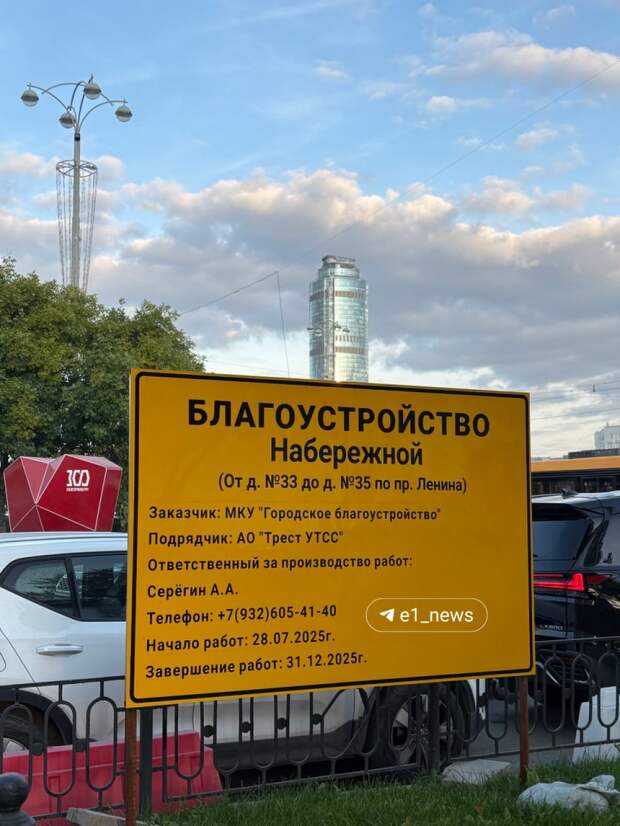 БЛАГОУСТРОЙСТВО
Набережной
(От д. №33 до д. №35 по пр. Ленина)
Заказчик: МКУ "Городское благоустройство"
Подрядчик: АО "Трест УТСС"
Ответственный за производство работ:
Серёгин А.А.
Телефон: +7(932)605-41-40
Начало работ: 28.07.2025г.
Завершение работ: 31.12.2025г.
e1_news